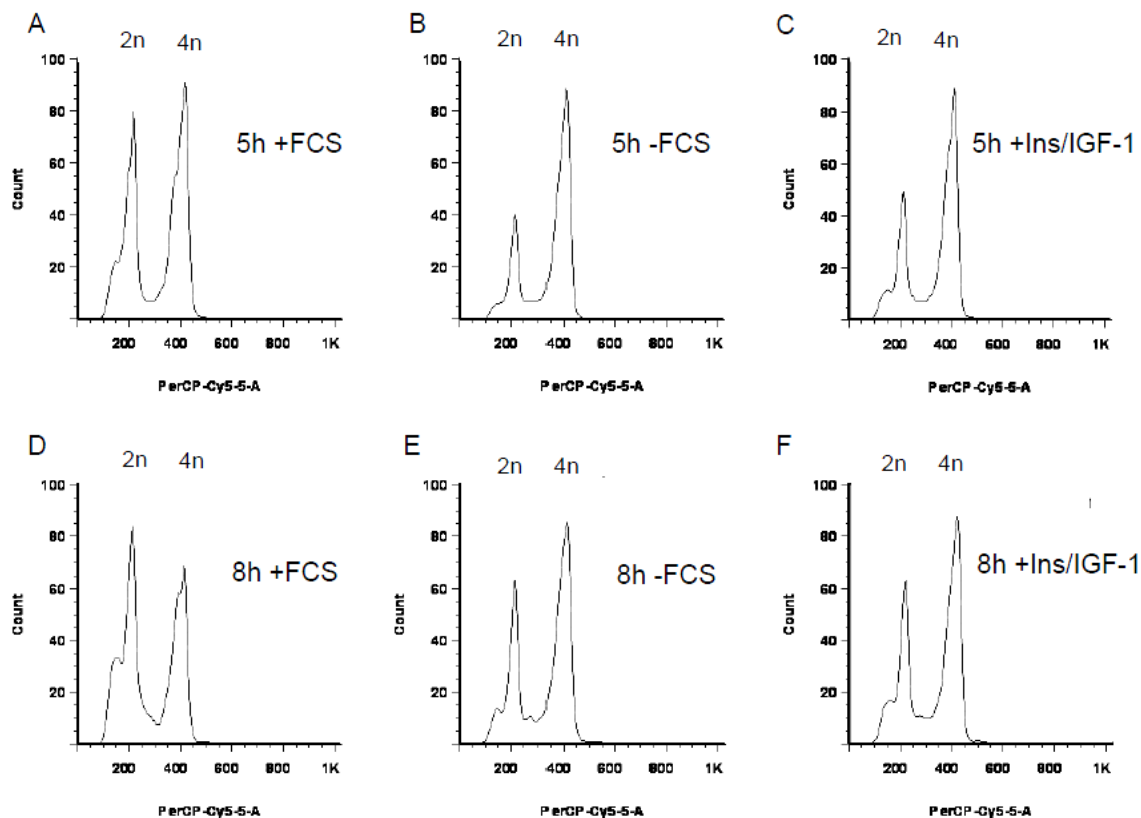 A
2n 4n
100
80
60
40
20
Count
5h +FCS
200 400 600 800 1K
PerCP-Cy5-5-A
B
2n 4n
100
80
60
40
20
Count
5h -FCS
200 400 600 800 1K
PerCP-Cy5-5-A
C
2n 4n
100
80
60
40
20
Count
5h +Ins/IGF-1
200 400 600 800 1K
PerCP-Cy5-5-A
D
2n 4n
100
80
60
40
20
Count
8h +FCS
200 400 600 800 1K
PerCP-Cy5-5-A
E
2n 4n
100
80
60
40
20
Count
8h -FCS
200 400 600 800 1K
PerCP-Cy5-5-A
F
2n 4n
100
80
60
40
20
Count
8h +Ins/IGF-1
200 400 600 800 1K
PerCP-Cy5-5-A